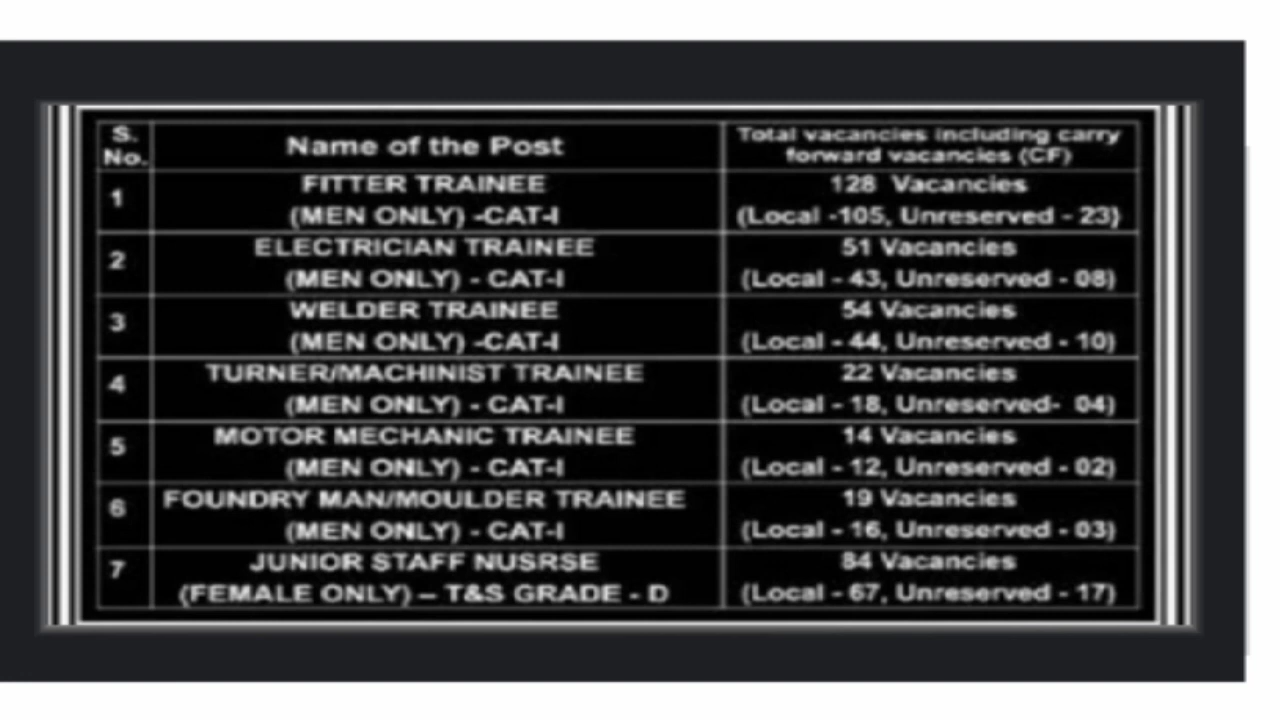 S.
No.
Name of the Post
Total vacancies including carry
forward vacancies (CF)
1
FITTER TRAINEE
(MEN ONLY) -CAT-I
128 Vacancies
(Local -105, Unreserved - 23)
2
ELECTRICIAN TRAINEE
(MEN ONLY) - CAT-I
51 Vacancies
(Local - 43, Unreserved - 08)
3
WELDER TRAINEE
(MEN ONLY) -CAT-I
54 Vacancies
(Local - 44, Unreserved - 10)
4
TURNER/MACHINIST TRAINEE
(MEN ONLY) - CAT-I
22 Vacancies
(Local - 18, Unreserved- 04)
5
MOTOR MECHANIC TRAINEE
(MEN ONLY) - CAT-I
14 Vacancies
(Local - 12, Unreserved - 02)
6
FOUNDRY MAN/MOULDER TRAINEE
(MEN ONLY) - CAT-I
19 Vacancies
(Local - 16, Unreserved - 03)
7
JUNIOR STAFF NUSRSE
(FEMALE ONLY) – T&S GRADE - D
84 Vacancies
(Local - 67, Unreserved - 17)